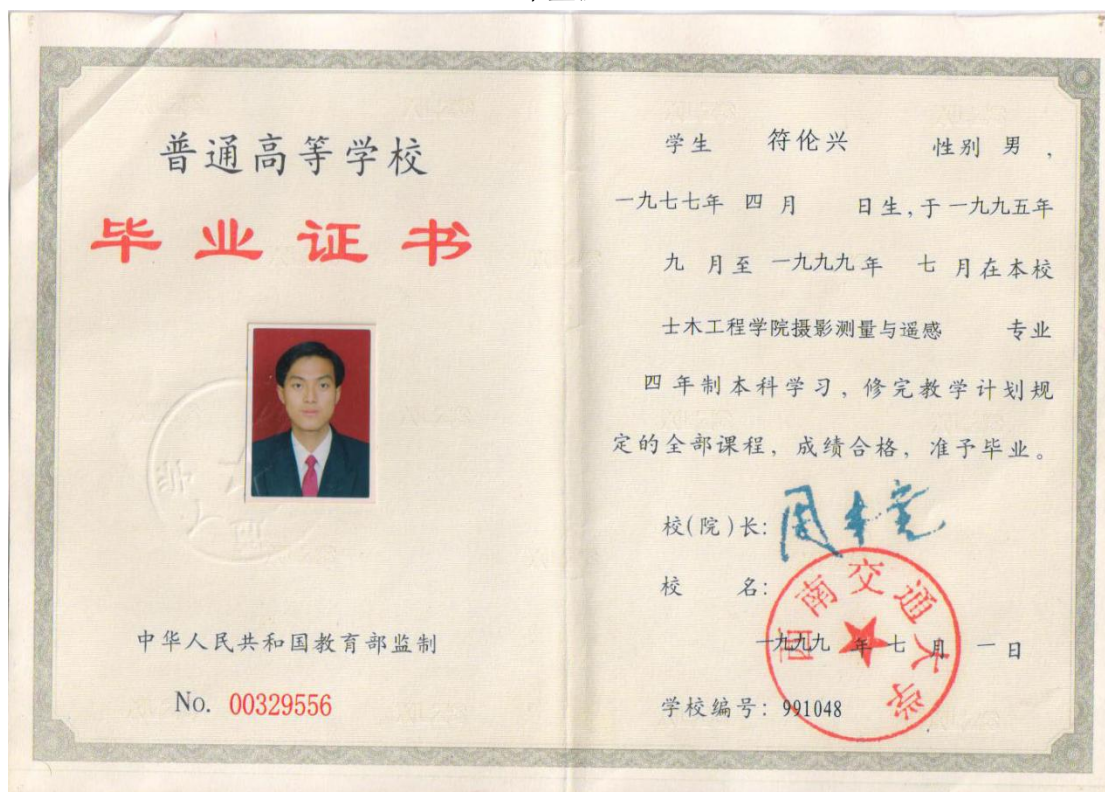 普通高等学校
毕业证书
中华人民共和国教育部监制
No. 00329556
学生 符伦兴 性别 男,
一九七七年 四 月 日生,于一九九五年
九 月至 一九九九年 七 月在本校
士木工程学院摄影测量与遥感 专业
四 年制本科学习,修完教学计划规
定的全部课程,成绩合格,准予毕业。
校(院)长:
校 名:
西南交通大学
一九九九 年 七 月 一 日
学校编号: 991048